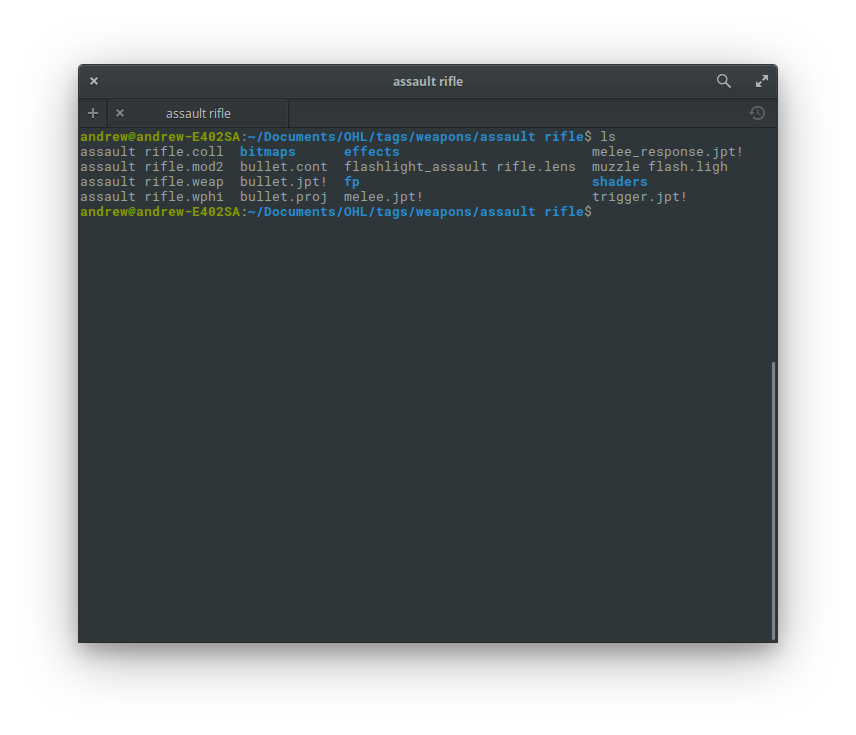 assault rifle
assault rifle
andrew@andrew-E402SA:~/Documents/OHL/tags/weapons/assault rifle$ ls
assault rifle.coll  bitmaps      effects                        melee_response.jpt!
assault rifle.mod2  bullet.cont  flashlight_assault rifle.lens  muzzle flash.ligh
assault rifle.weap  bullet.jpt!  fp                             shaders
assault rifle.wphi  bullet.proj  melee.jpt!                     trigger.jpt!
andrew@andrew-E402SA:~/Documents/OHL/tags/weapons/assault rifle$